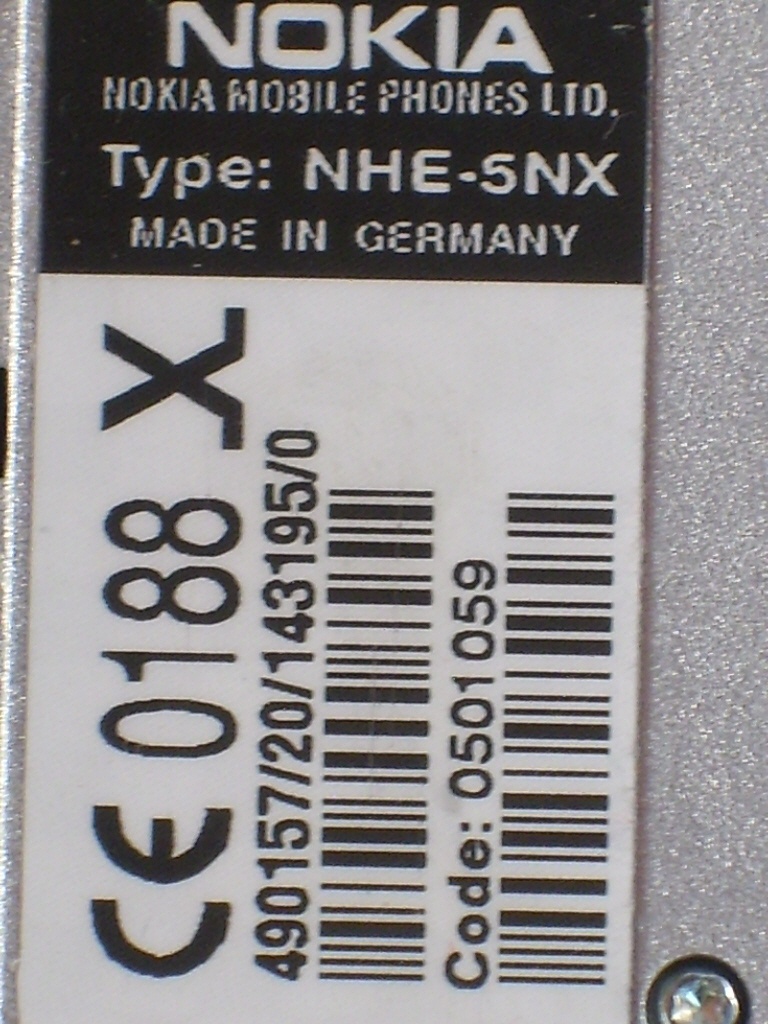 NOKIA
NOKIA MOBILE PHONES LTD.
Type: NHE-5NX
MADE IN GERMANY
CE 0188 X
490157/20/143195/0
Code: 0501059